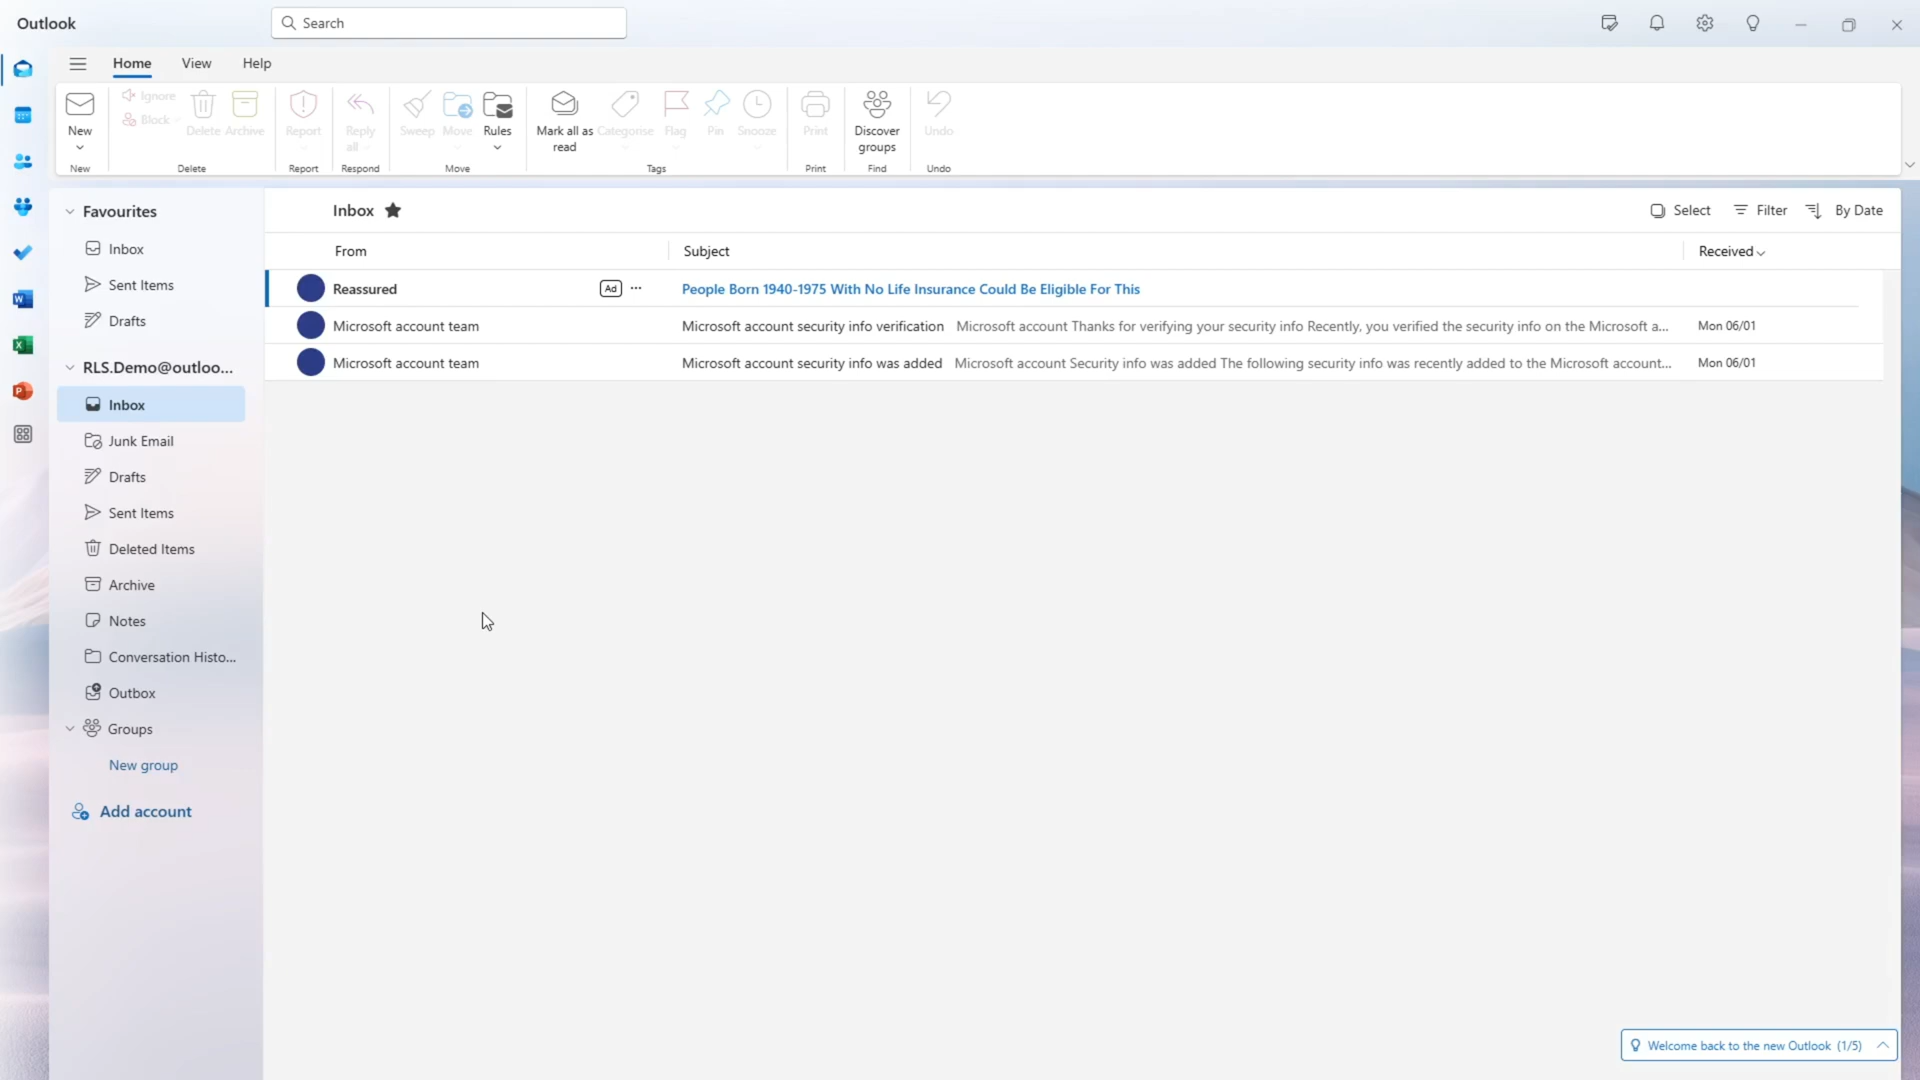 Outlook
Search
Home View Help
New
New
Ignore
Block
Delete
Archive
Delete
Report
Report
Reply all
Respond
Sweep
Move
Rules
Move
Mark all as read
Categorise
Flag
Pin
Snooze
Tags
Print
Print
Discover groups
Find
Undo
Undo
Favourites
Inbox
Sent Items
Drafts
RLS.Demo@outloo...
Inbox
Junk Email
Drafts
Sent Items
Deleted Items
Archive
Notes
Conversation Histo...
Outbox
Groups
New group
Add account
Inbox
Select Filter By Date
From Subject Received
Reassured Ad People Born 1940-1975 With No Life Insurance Could Be Eligible For This
Microsoft account team Microsoft account security info verification Microsoft account Thanks for verifying your security info Recently, you verified the security info on the Microsoft a... Mon 06/01
Microsoft account team Microsoft account security info was added Microsoft account Security info was added The following security info was recently added to the Microsoft account... Mon 06/01
Welcome back to the new Outlook (1/5)